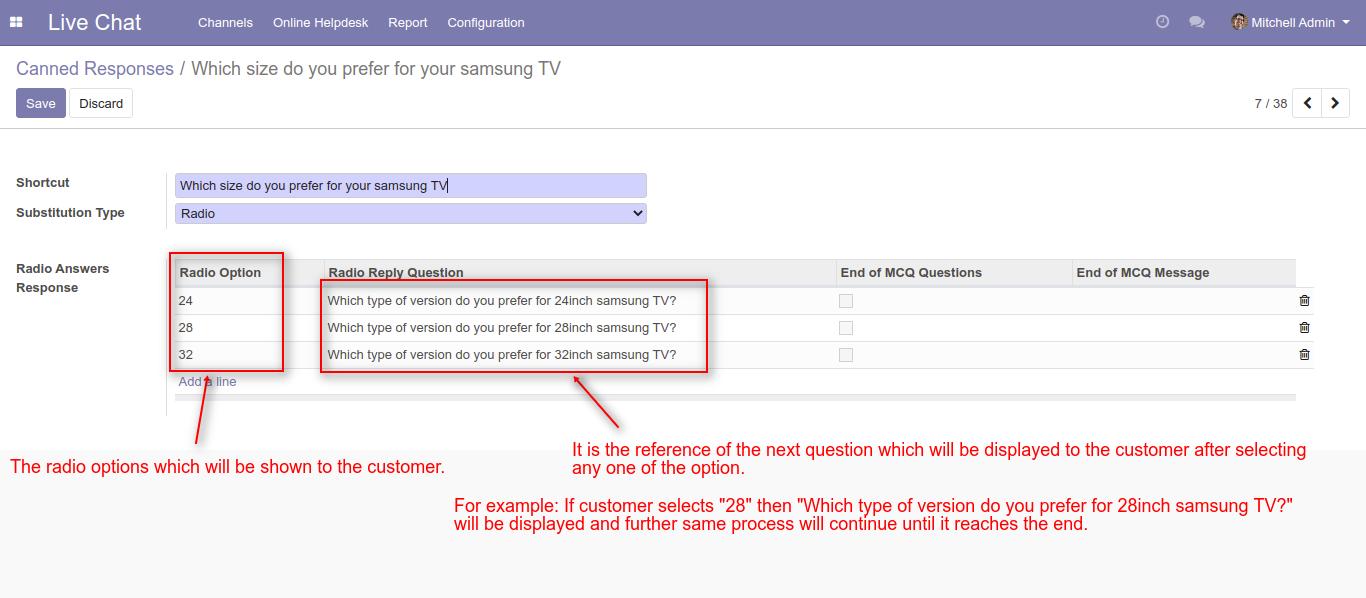 Live Chat Channels Online Helpdesk Report Configuration Mitchell Admin
Canned Responses / Which size do you prefer for your samsung TV
Save Discard 7 / 38
Shortcut Which size do you prefer for your samsung TV
Substitution Type Radio
Radio Answers
Response
Radio Option Radio Reply Question End of MCQ Questions End of MCQ Message
24 Which type of version do you prefer for 24inch samsung TV?
28 Which type of version do you prefer for 28inch samsung TV?
32 Which type of version do you prefer for 32inch samsung TV?
Add a line
The radio options which will be shown to the customer.
It is the reference of the next question which will be displayed to the customer after selecting
any one of the option.
For example: If customer selects "28" then "Which type of version do you prefer for 28inch samsung TV?"
will be displayed and further same process will continue until it reaches the end.